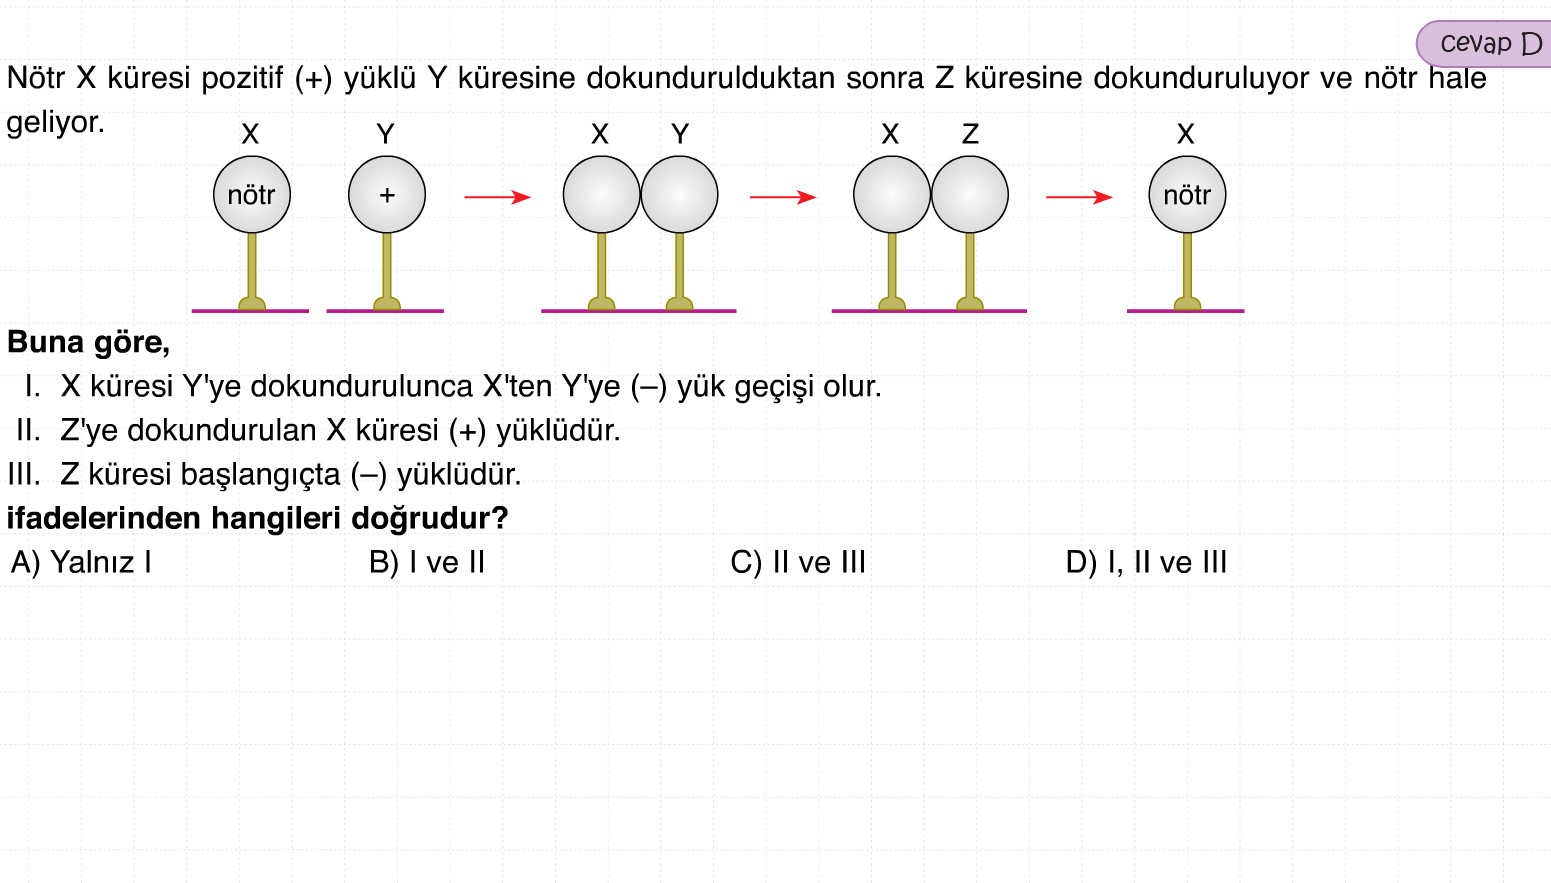 Cevap D
Nötr X küresi pozitif (+) yüklü Y küresine dokundurulduktan sonra Z küresine dokunduruluyor ve nötr hale
geliyor.
X Y X Y X Z X
nötr + nötr
Buna göre,
I. X küresi Y'ye dokundurulunca X'ten Y'ye (–) yük geçişi olur.
II. Z'ye dokundurulan X küresi (+) yüklüdür.
III. Z küresi başlangıçta (–) yüklüdür.
ifadelerinden hangileri doğrudur?
A) Yalnız I B) I ve II C) II ve III D) I, II ve III